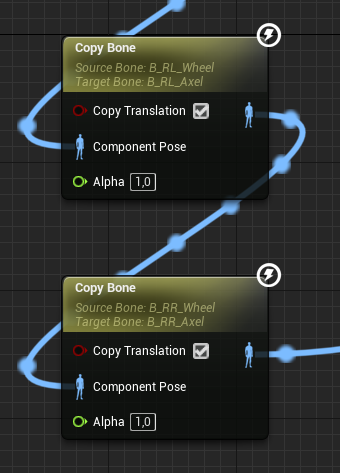 Copy Bone
Source Bone: B_RL_Wheel
Target Bone: B_RL_Axel
Copy Translation
Component Pose
Alpha 1,0
Copy Bone
Source Bone: B_RR_Wheel
Target Bone: B_RR_Axel
Copy Translation
Component Pose
Alpha 1,0